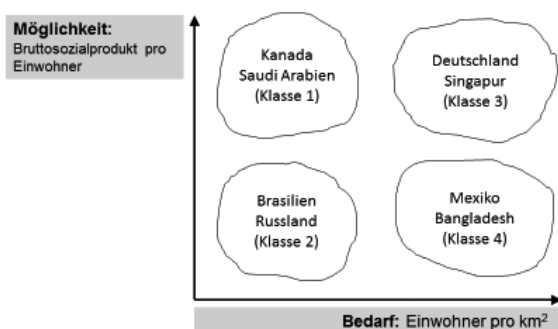 Möglichkeit:
Bruttosozialprodukt pro
Einwohner
Kanada
Saudi Arabien
(Klasse 1)
Deutschland
Singapur
(Klasse 3)
Brasilien
Russland
(Klasse 2)
Mexiko
Bangladesh
(Klasse 4)
Bedarf: Einwohner pro km²